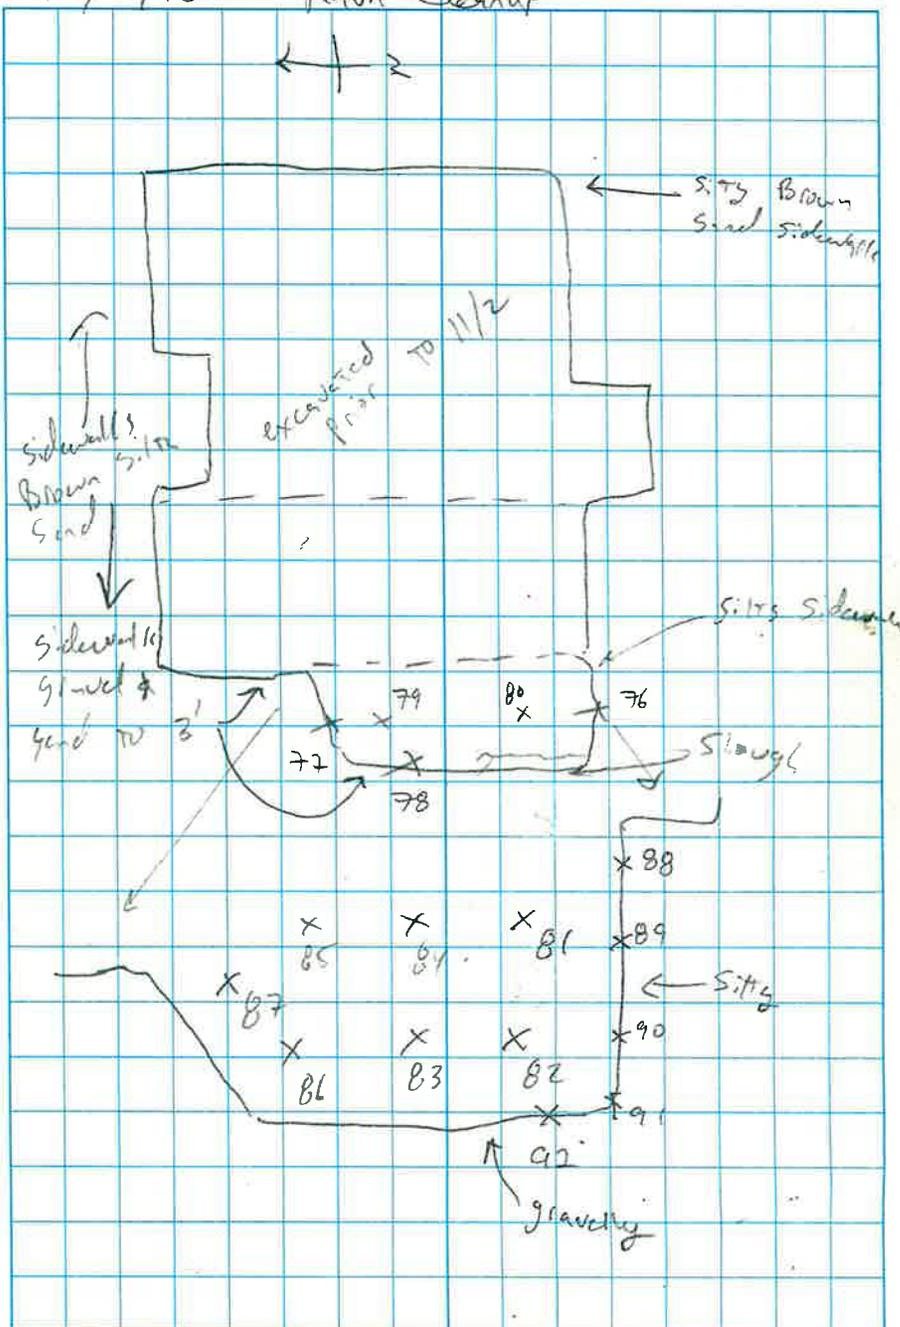 N
Silty Brown
Sand Sidewalls
excavated
prior to 11/2
Sidewalls
Brown Silty
Sand
Silty Sidewall
Sidewalls
gravel &
sand to 3'
79
80
76
77
78
Slough
88
85
84
81
89
87
Silty
90
86
83
82
91
92
gravelly